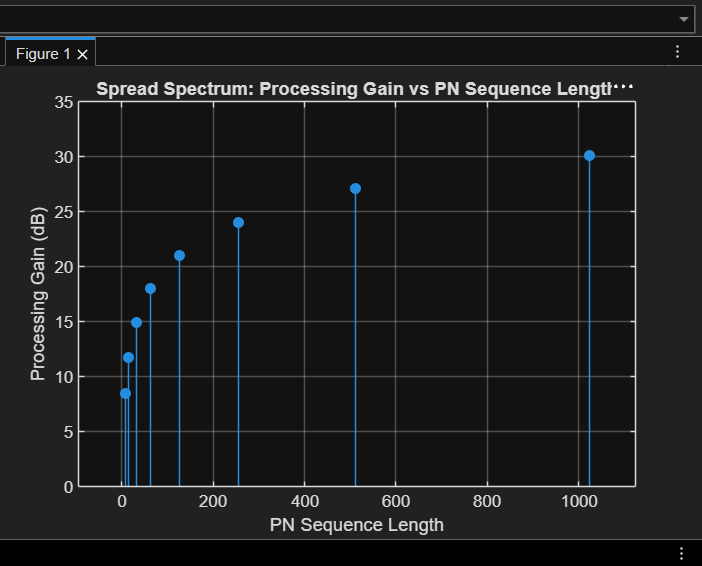 Figure 1
Spread Spectrum: Processing Gain vs PN Sequence Length
35
30
25
20
15
10
5
0
Processing Gain (dB)
0 200 400 600 800 1000
PN Sequence Length